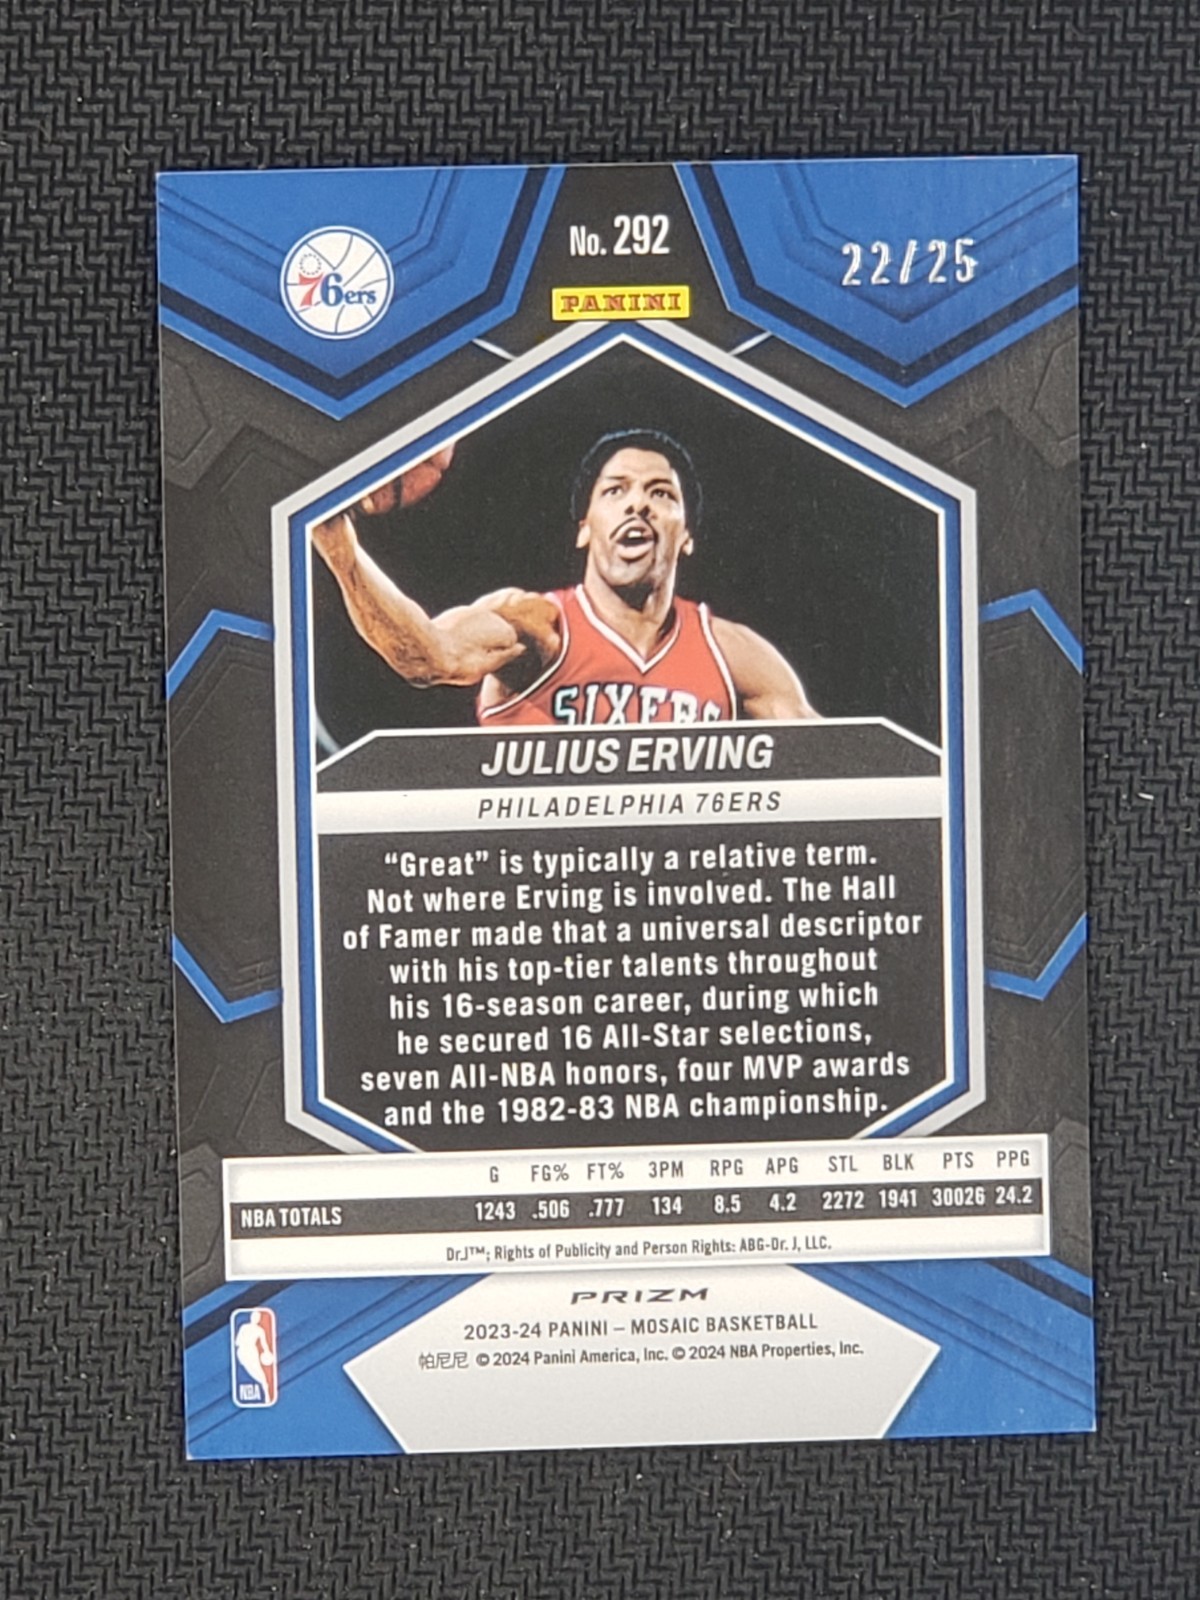 No. 292
22/25
76ers
PANINI
SIXERS
JULIUS ERVING
PHILADELPHIA 76ERS
“Great” is typically a relative term.
Not where Erving is involved. The Hall
of Famer made that a universal descriptor
with his top-tier talents throughout
his 16-season career, during which
he secured 16 All-Star selections,
seven All-NBA honors, four MVP awards
and the 1982-83 NBA championship.
G FG% FT% 3PM RPG APG STL BLK PTS PPG
NBA TOTALS 1243 .506 .777 134 8.5 4.2 2272 1941 30026 24.2
Dr.J™; Rights of Publicity and Person Rights: ABG-Dr. J, LLC.
PRIZM
2023-24 PANINI – MOSAIC BASKETBALL
帕尼尼 © 2024 Panini America, Inc. © 2024 NBA Properties, Inc.
NBA